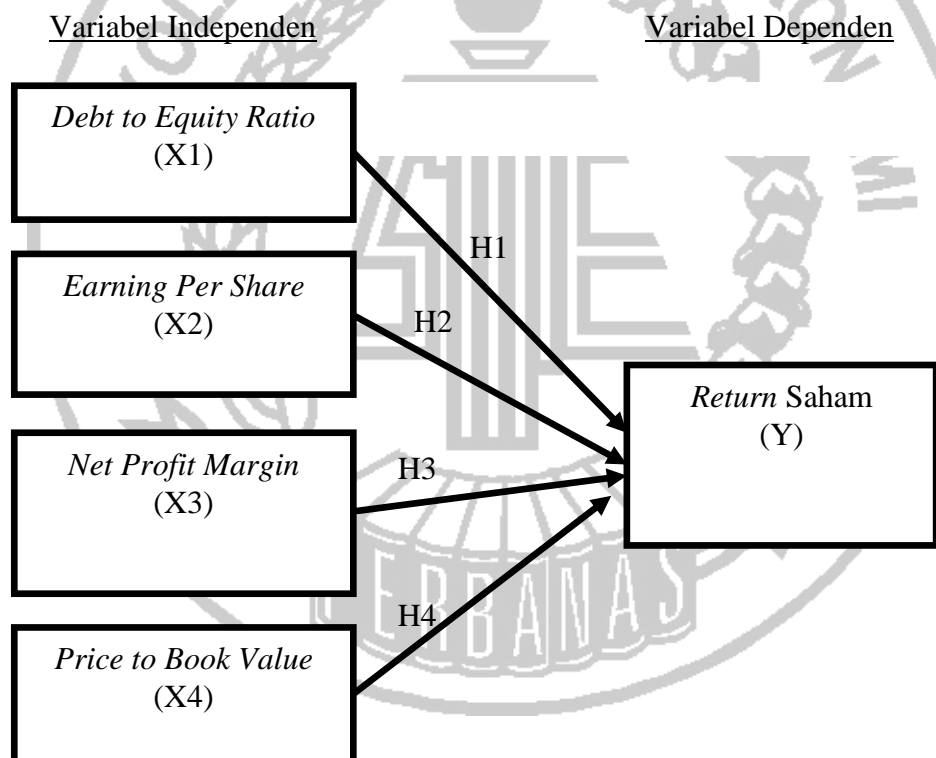 Variabel Independen
Variabel Dependen
Debt to Equity Ratio
(X1)
H1
Earning Per Share
(X2)
H2
Return Saham
(Y)
Net Profit Margin
(X3)
H3
H4
Price to Book Value
(X4)
ERBANAS